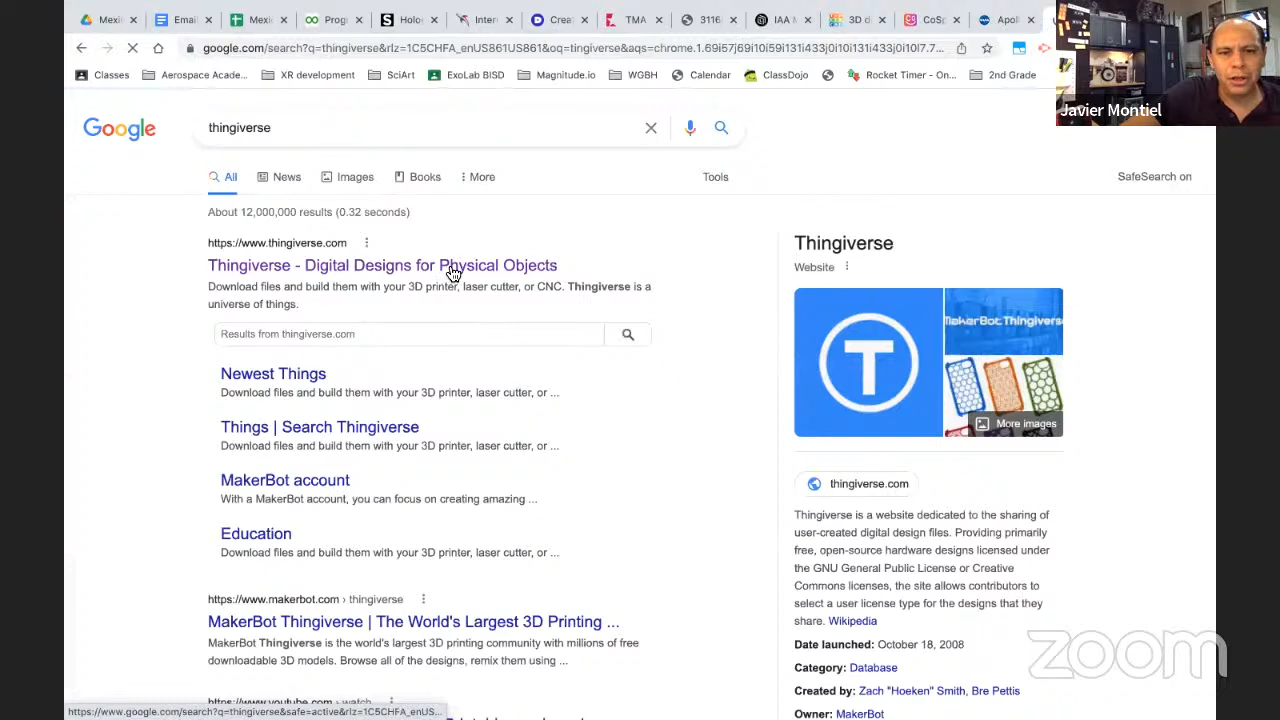 Mexi
Email
Mexi
Progr
Holo
Inter
Creat
TMA
3116
IAA M
3D d
CoSp
Apoll
google.com/search?q=thingiverse&rlz=1C5CHFA_enUS861US861&oq=tingiverse&aqs=chrome.1.69i57j69i10i59i131i433j0i10i131i433j0i10l7.7...
Classes
Aerospace Acade...
XR development
SciArt
ExoLab BISD
Magnitude.io
WGBH
Calendar
ClassDojo
Rocket Timer - On...
2nd Grade
Javier Montiel
Google
thingiverse
All
News
Images
Books
More
Tools
SafeSearch on
About 12,000,000 results (0.32 seconds)
https://www.thingiverse.com
Thingiverse - Digital Designs for Physical Objects
Download files and build them with your 3D printer, laser cutter, or CNC. Thingiverse is a
universe of things.
Results from thingiverse.com
Newest Things
Download files and build them with your 3D printer, laser cutter, or ...
Things | Search Thingiverse
Download files and build them with your 3D printer, laser cutter, or ...
MakerBot account
With a MakerBot account, you can focus on creating amazing ...
Education
Download files and build them with your 3D printer, laser cutter, or ...
https://www.makerbot.com › thingiverse
MakerBot Thingiverse | The World's Largest 3D Printing ...
MakerBot Thingiverse is the world's largest 3D printing community with millions of free
downloadable 3D models. Browse all of the designs, remix them using ...
https://www.youtube.com › watch
https://www.google.com/search?q=thingiverse&safe=active&rlz=1C5CHFA_enUS...
Thingiverse
Website
T
MakerBot Thingiverse
More images
thingiverse.com
Thingiverse is a website dedicated to the sharing of
user-created digital design files. Providing primarily
free, open-source hardware designs licensed under
the GNU General Public License or Creative
Commons licenses, the site allows contributors to
select a user license type for the designs that they
share. Wikipedia
Date launched: October 18, 2008
Category: Database
Created by: Zach "Hoeken" Smith, Bre Pettis
Owner: MakerBot
zoom